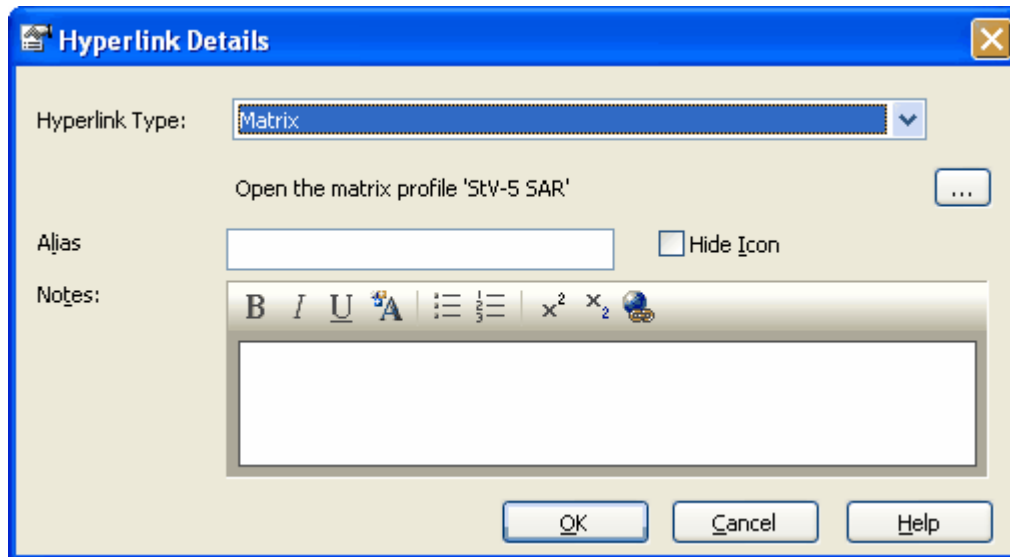 Hyperlink Details
Hyperlink Type:
Matrix
Open the matrix profile 'StV-5 SAR'
...
Alias
Hide Icon
Notes:
B I U A x² x₂
OK Cancel Help